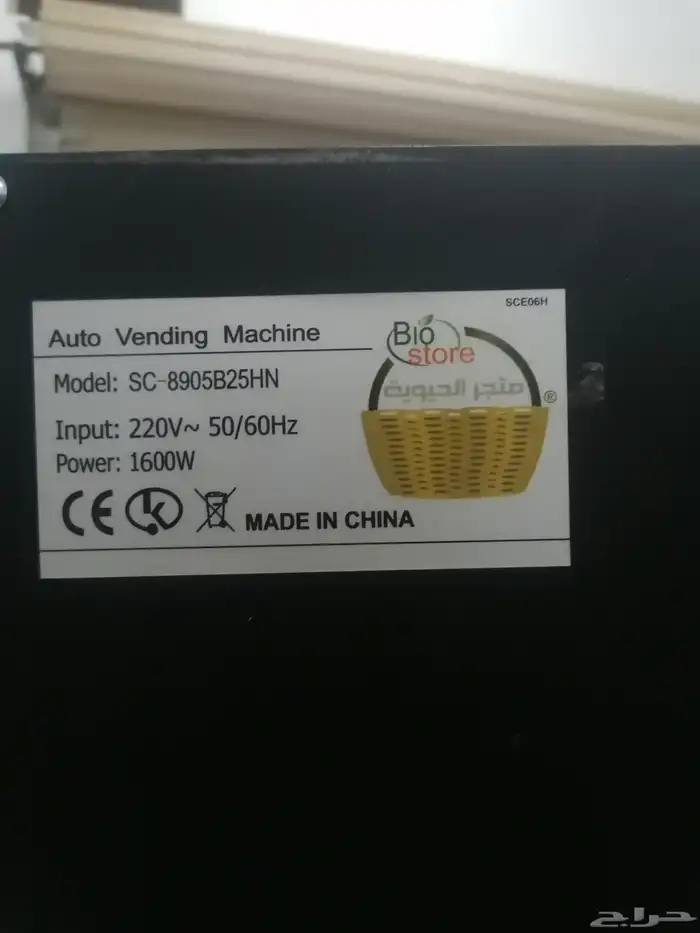 SCE06H
Auto Vending Machine
Bio
store
Model: SC-8905B25HN
متجر الحيوية
®
Input: 220V~ 50/60Hz
Power: 1600W
CE
MADE IN CHINA
حراج